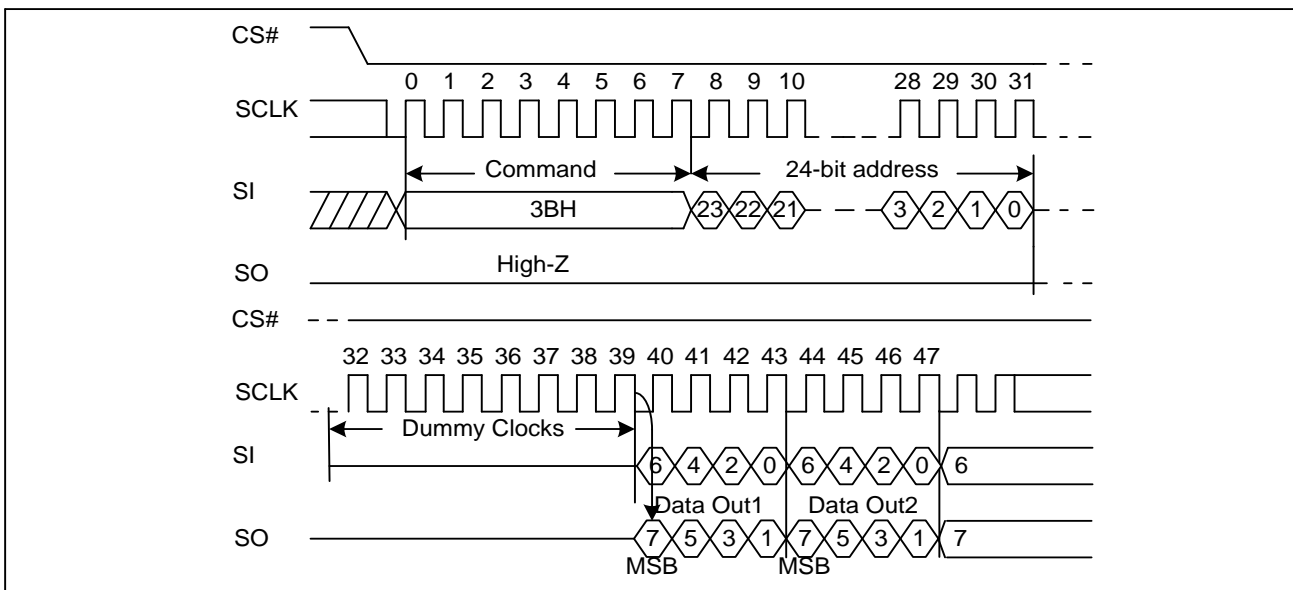 CS#
0 1 2 3 4 5 6 7 8 9 10 28 29 30 31
SCLK
Command 24-bit address
SI
3BH 23 22 21 3 2 1 0
High-Z
SO
CS#
32 33 34 35 36 37 38 39 40 41 42 43 44 45 46 47
SCLK
Dummy Clocks
SI 6 4 2 0 6 4 2 0 6
Data Out1 Data Out2
SO 7 5 3 1 7 5 3 1 7
MSB MSB